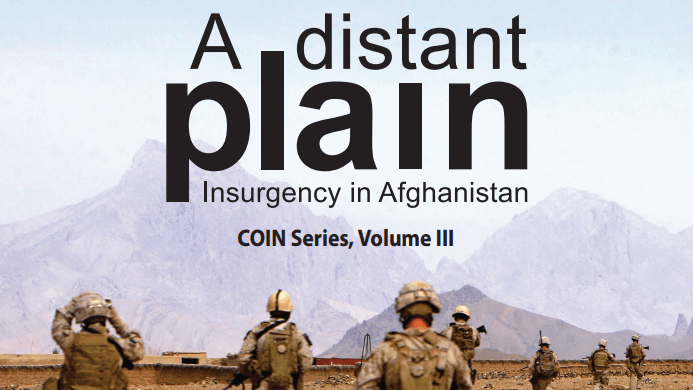 A distant
plain
Insurgency in Afghanistan
COIN Series, Volume III